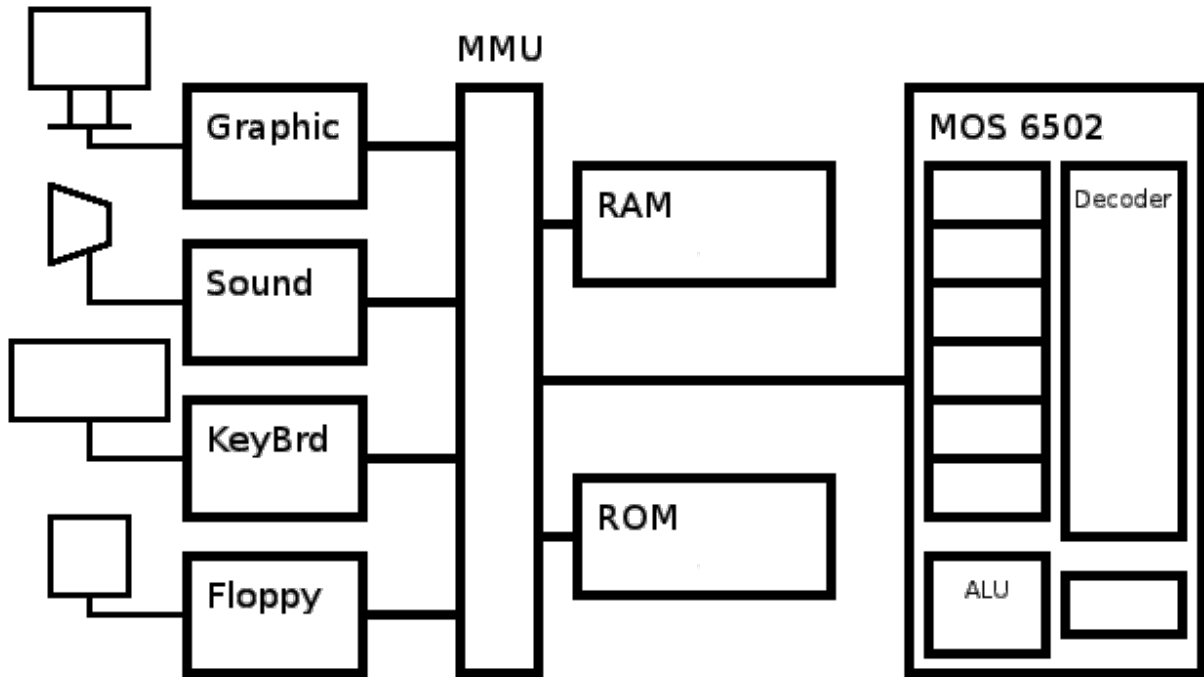 MMU
Graphic
MOS 6502
RAM
Decoder
Sound
KeyBrd
ROM
Floppy
ALU